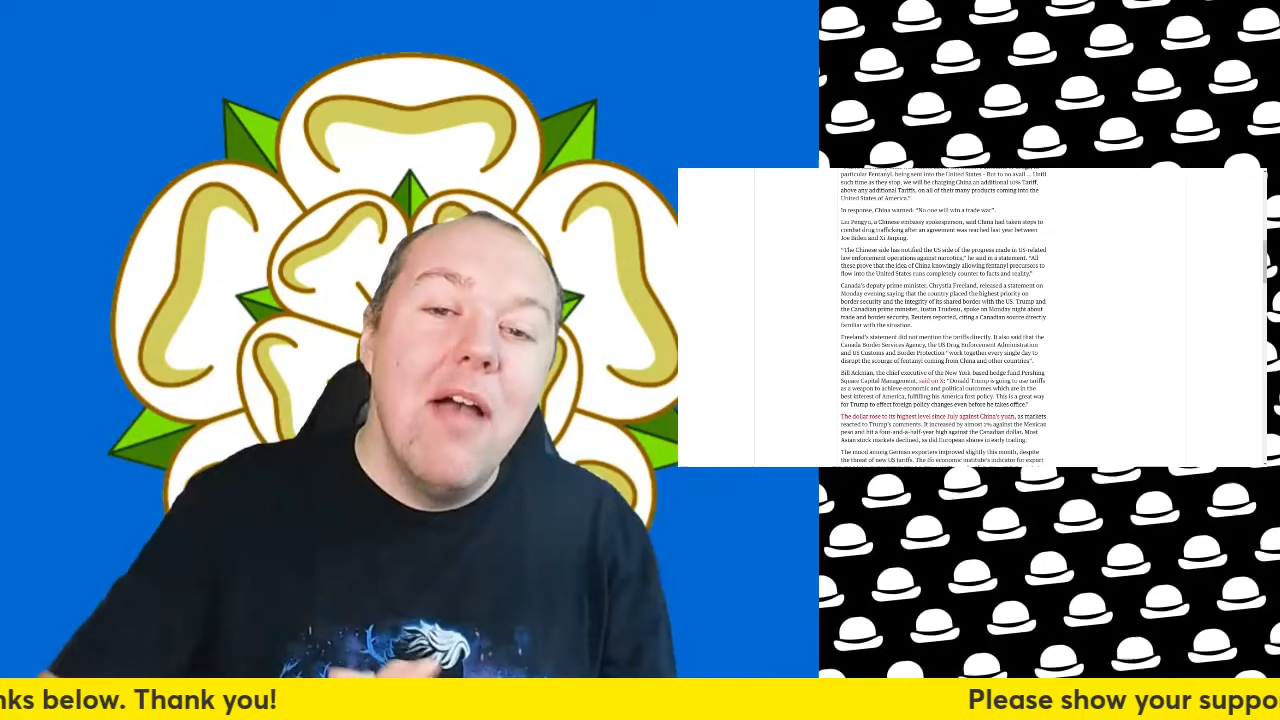 particular Fentanyl, being sent into the United States - But to no avail ... Until
such time as they stop, we will be charging China an additional 10% Tariff,
above any additional Tariffs, on all of their many products coming into the
United States of America."
In response, China warned: "No one will win a trade war".
Liu Pengyu, a Chinese embassy spokesperson, said China had taken steps to
combat drug trafficking after an agreement was reached last year between
Joe Biden and Xi Jinping.
"The Chinese side has notified the US side of the progress made in US-related
law enforcement operations against narcotics," he said in a statement. "All
these prove that the idea of China knowingly allowing fentanyl precursors to
flow into the United States runs completely counter to facts and reality."
Canada's deputy prime minister, Chrystia Freeland, released a statement on
Monday evening saying that the country placed the highest priority on
border security and the integrity of its shared border with the US. Trump and
the Canadian prime minister, Justin Trudeau, spoke on Monday night about
trade and border security, Reuters reported, citing a Canadian source directly
familiar with the situation.
Freeland's statement did not mention the tariffs directly. It also said that the
Canada Border Services Agency, the US Drug Enforcement Administration
and US Customs and Border Protection "work together every single day to
disrupt the scourge of fentanyl coming from China and other countries".
Bill Ackman, the chief executive of the New York-based hedge fund Pershing
Square Capital Management, said on X: "Donald Trump is going to use tariffs
as a weapon to achieve economic and political outcomes which are in the
best interest of America, fulfilling his America first policy. This is a great way
for Trump to effect foreign policy changes even before he takes office."
The dollar rose to its highest level since July against China's yuan, as markets
reacted to Trump's comments. It increased by almost 2% against the Mexican
peso and hit a four-and-a-half-year high against the Canadian dollar. Most
Asian stock markets declined, as did European shares in early trading.
The mood among German exporters improved slightly this month, despite
the threat of new US tariffs. The Ifo economic institute's indicator for export
nks below. Thank you! Please show your suppo